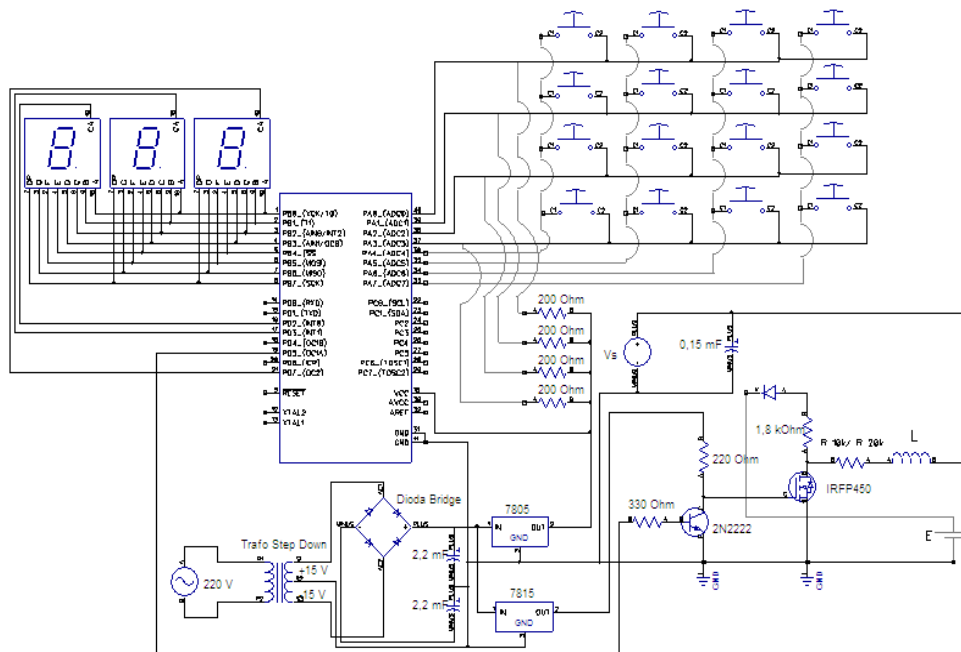 PB0_(XCK/T0)
PB1_(T1)
PB2_(AIN0/INT2)
PB3_(AIN1/OC0)
PB4_(SS)
PB5_(MOSI)
PB6_(MISO)
PB7_(SCK)
PD0_(RXD)
PD1_(TXD)
PD2_(INT0)
PD3_(INT1)
PD4_(OC1B)
PD5_(OC1A)
PD6_(ICP)
PD7_(OC2)
RESET
XTAL2
XTAL1
PA0_(ADC0)
PA1_(ADC1)
PA2_(ADC2)
PA3_(ADC3)
PA4_(ADC4)
PA5_(ADC5)
PA6_(ADC6)
PA7_(ADC7)
PC0_(SCL)
PC1_(SDA)
PC2
PC3
PC4
PC5
PC6_(TOSC1)
PC7_(TOSC2)
VCC
AVCC
AREF
GND
GND
200 Ohm
200 Ohm
200 Ohm
200 Ohm
Vs
0,15 mF
1,8 kOhm
R 10k/ R 20k
L
220 Ohm
IRFP450
330 Ohm
2N2222
E
GND
GND
Dioda Bridge
PLUS
7805
IN
OUT
GND
2,2 mF
2,2 mF
7815
IN
OUT
GND
Trafo Step Down
+15 V
-15 V
220 V